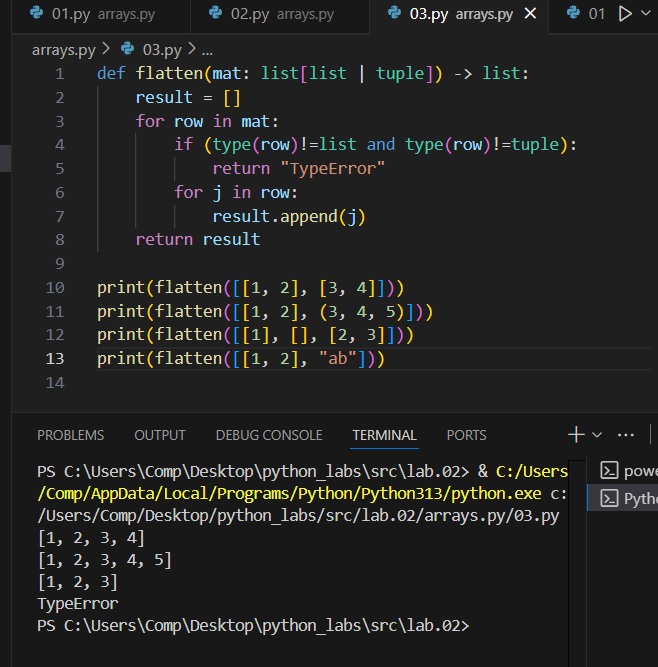 01.py arrays.py 02.py arrays.py 03.py arrays.py 01
arrays.py > 03.py > ...
1 def flatten(mat: list[list | tuple]) -> list:
2     result = []
3     for row in mat:
4         if (type(row)!=list and type(row)!=tuple):
5             return "TypeError"
6         for j in row:
7             result.append(j)
8     return result
9
10 print(flatten([[1, 2], [3, 4]]))
11 print(flatten([[1, 2], (3, 4, 5)]))
12 print(flatten([[1], [], [2, 3]]))
13 print(flatten([[1, 2], "ab"]))
14
PROBLEMS OUTPUT DEBUG CONSOLE TERMINAL PORTS
PS C:\Users\Comp\Desktop\python_labs\src\lab.02> & C:/Users
/Comp/AppData/Local/Programs/Python/Python313/python.exe c:
/Users/Comp/Desktop/python_labs/src/lab.02/arrays.py/03.py
[1, 2, 3, 4]
[1, 2, 3, 4, 5]
[1, 2, 3]
TypeError
PS C:\Users\Comp\Desktop\python_labs\src\lab.02>
powe
Pyth